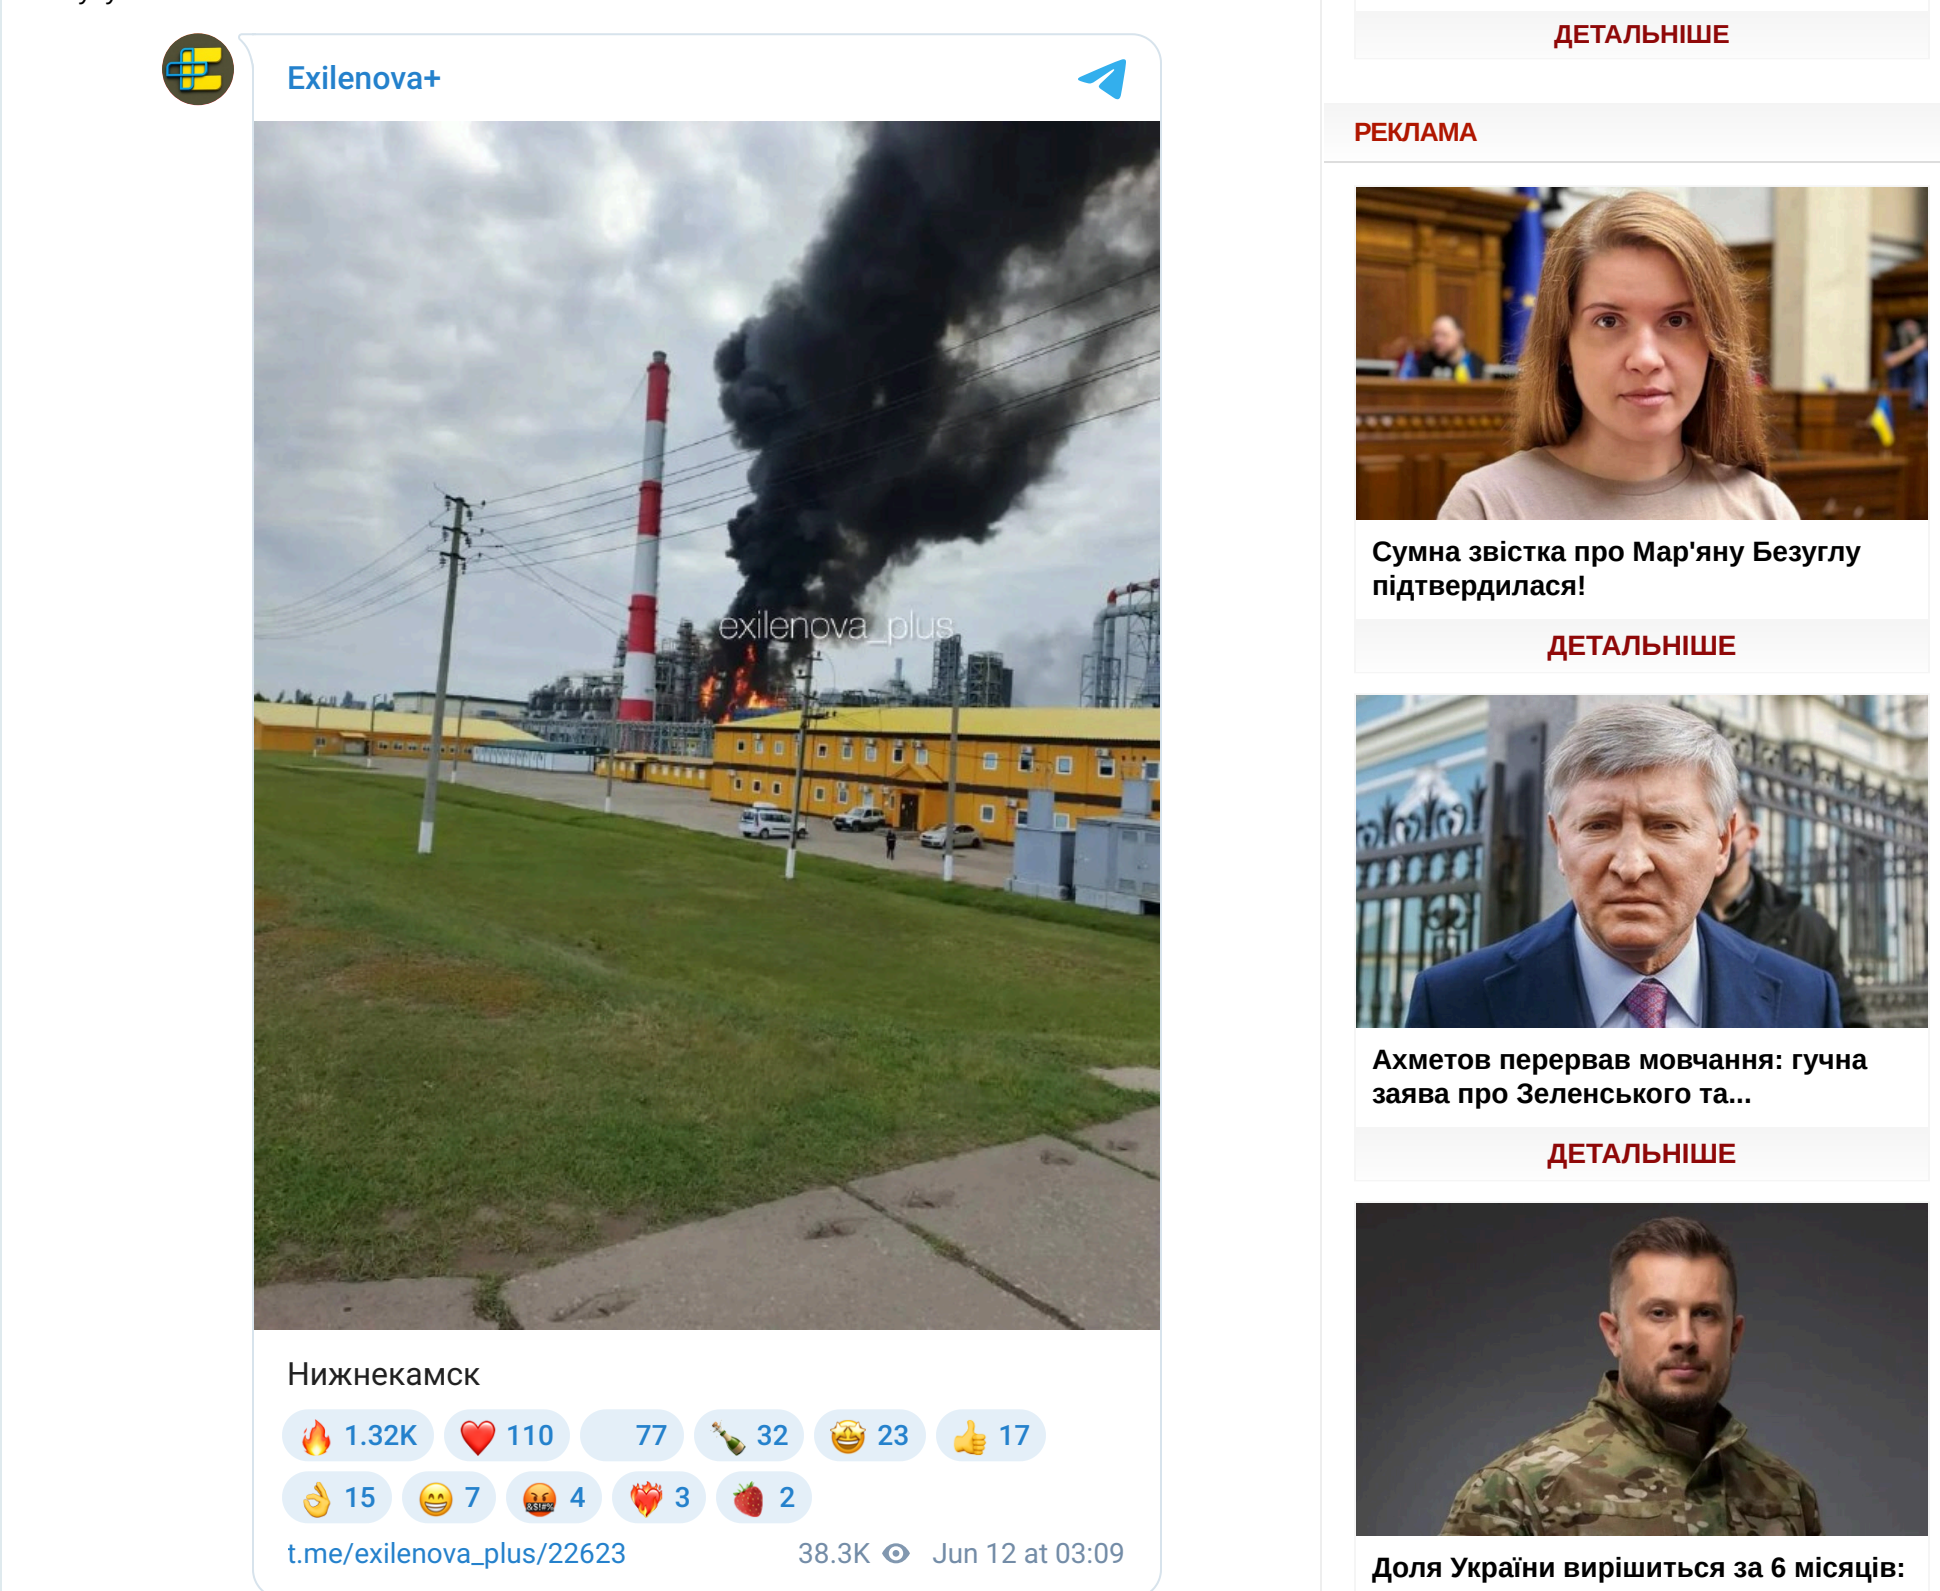 Exilenova+
exilenova_plus
Нижнекамск
1.32K 110 77 32 23 17
15 7 4 3 2
t.me/exilenova_plus/22623 38.3K Jun 12 at 03:09
ДЕТАЛЬНІШЕ
РЕКЛАМА
Сумна звістка про Мар'яну Безуглу
підтвердилася!
ДЕТАЛЬНІШЕ
Ахметов перервав мовчання: гучна
заява про Зеленського та...
ДЕТАЛЬНІШЕ
Доля України вирішиться за 6 місяців: